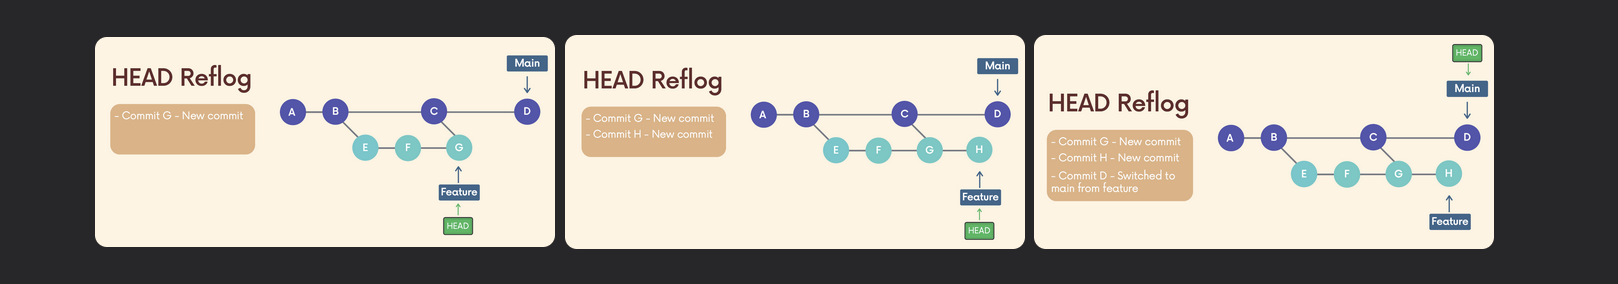 HEAD Reflog
- Commit G - New commit
Main
A
B
C
D
E
F
G
Feature
HEAD
HEAD Reflog
- Commit G - New commit
- Commit H - New commit
Main
A
B
C
D
E
F
G
H
Feature
HEAD
HEAD Reflog
- Commit G - New commit
- Commit H - New commit
- Commit D - Switched to
main from feature
HEAD
Main
A
B
C
D
E
F
G
H
Feature